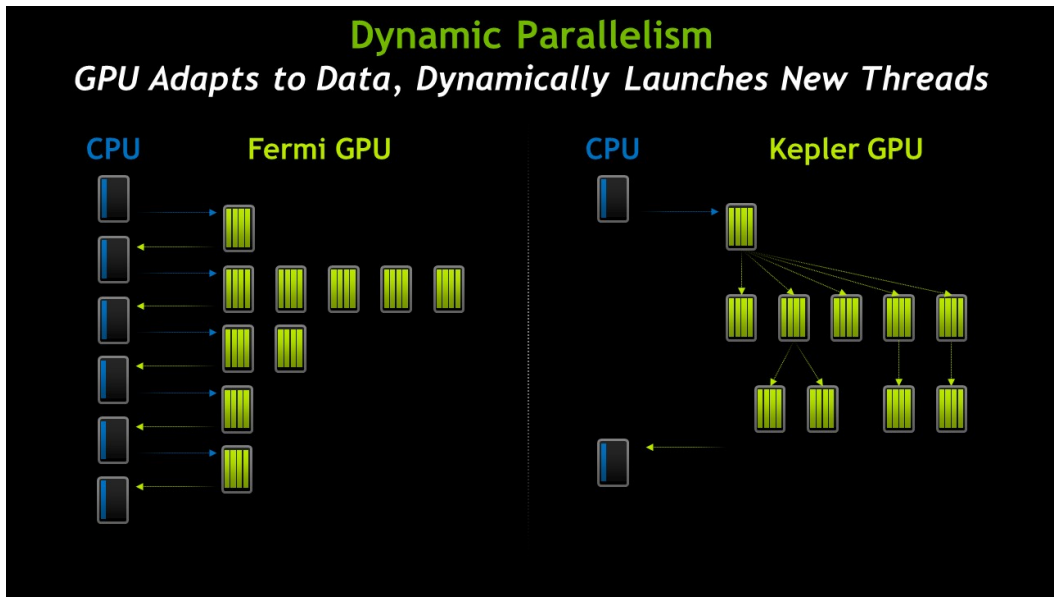 Dynamic Parallelism
GPU Adapts to Data, Dynamically Launches New Threads
CPU
Fermi GPU
CPU
Kepler GPU